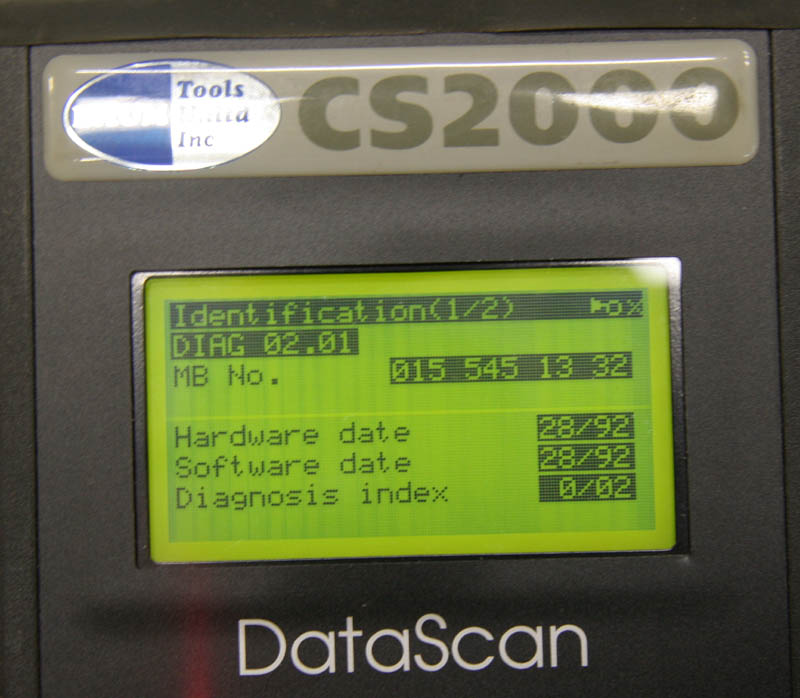 Tools
Inc
CS2000
Identification(1/2)
DIAG 02.01
MB No. 015 545 13 32
Hardware date 28/92
Software date 28/92
Diagnosis index 0/02
DataScan